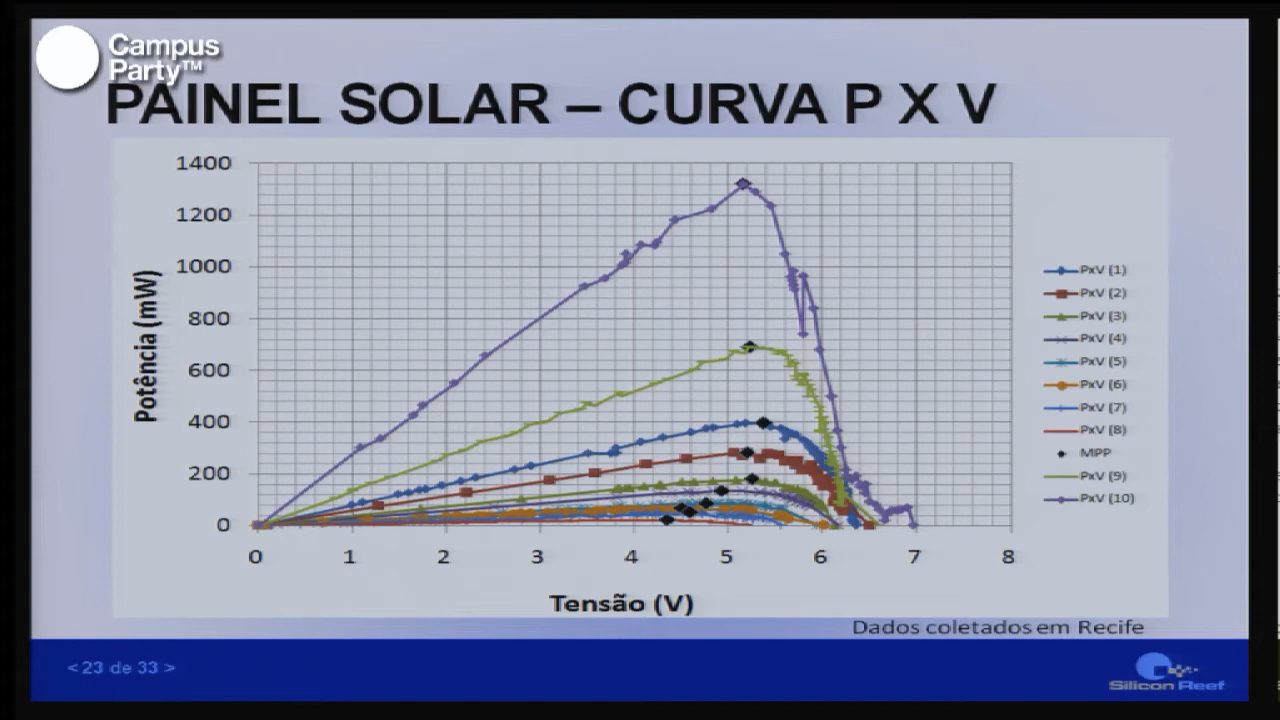 Campus
Party™
PAINEL SOLAR – CURVA P X V
1400
1200
1000
800
600
400
200
0
Potência (mW)
0 1 2 3 4 5 6 7 8
Tensão (V)
PxV (1)
PxV (2)
PxV (3)
PxV (4)
PxV (5)
PxV (6)
PxV (7)
PxV (8)
MPP
PxV (9)
PxV (10)
Dados coletados em Recife
< 23 de 33 >
Silicon Reef